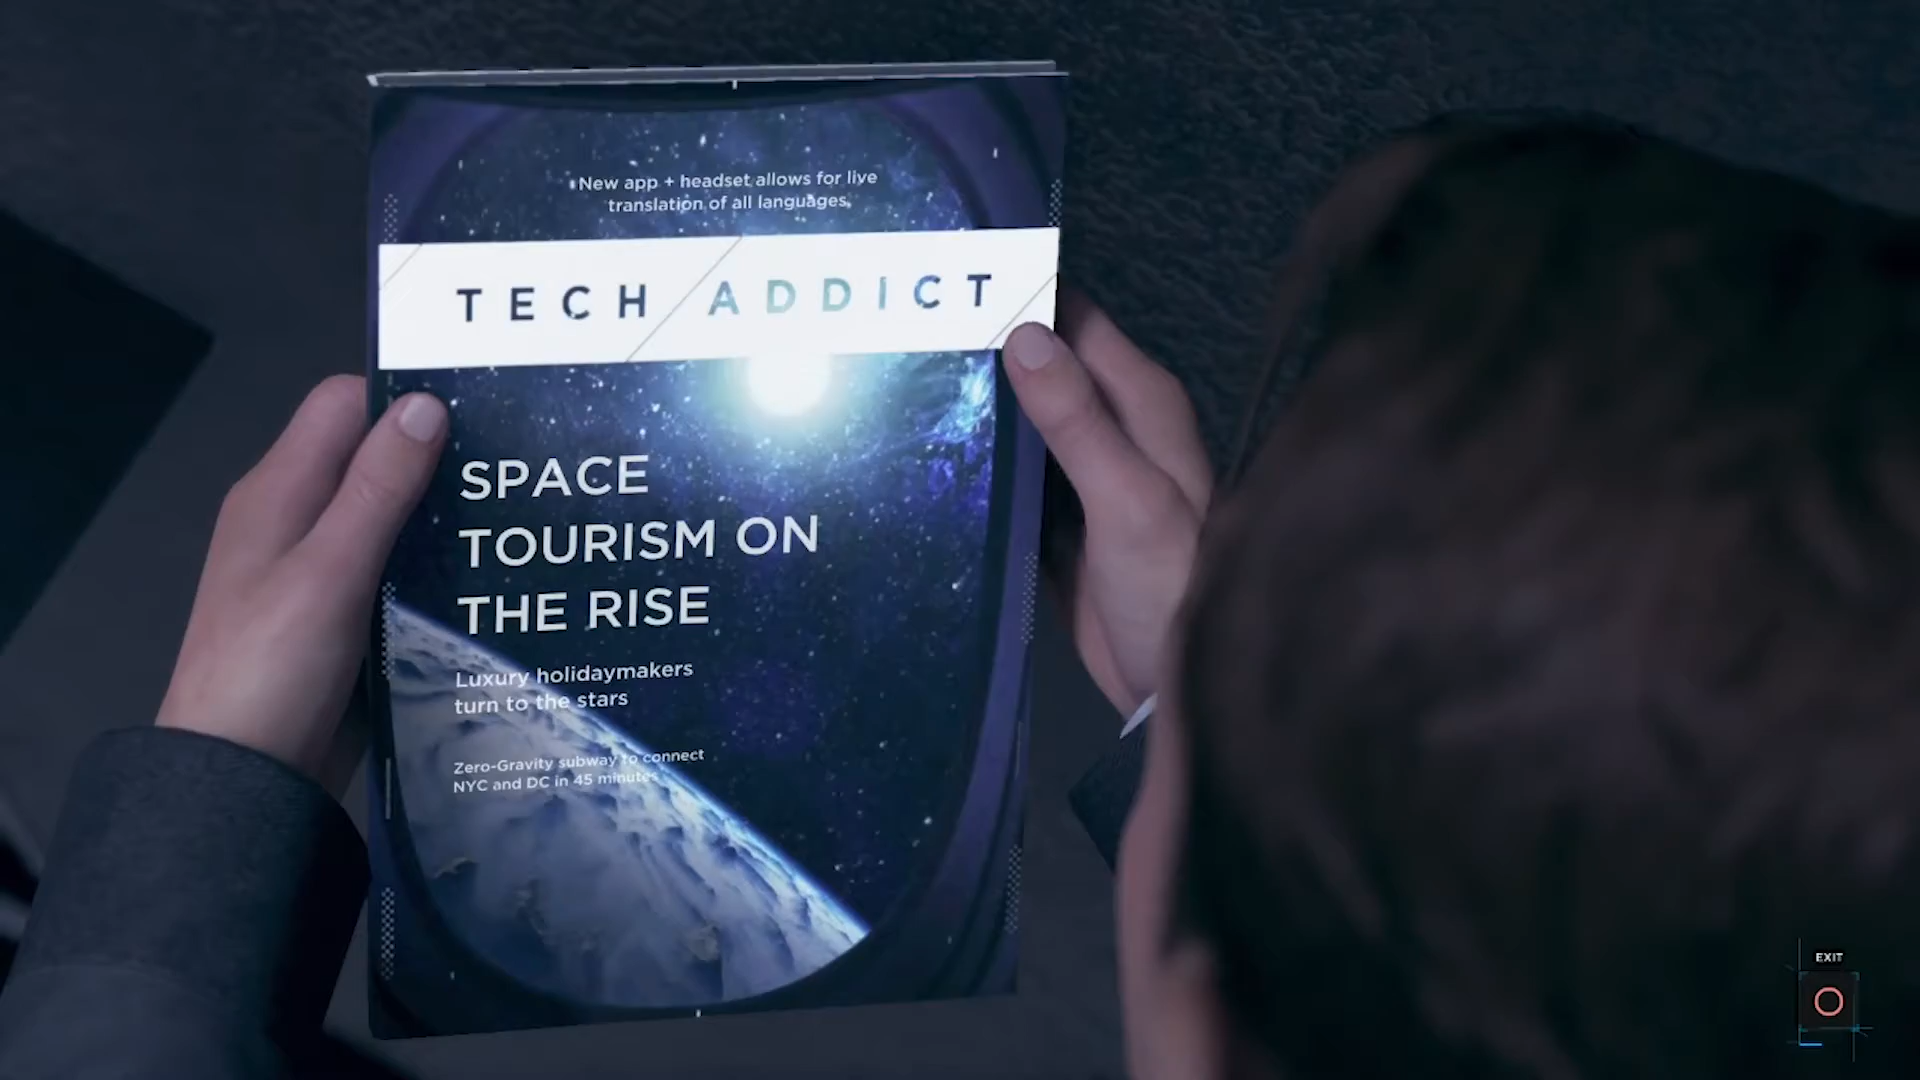 New app + headset allows for live
translation of all languages.
TECH ADDICT
SPACE
TOURISM ON
THE RISE
Luxury holidaymakers
turn to the stars
Zero-Gravity subway to connect
NYC and DC in 45 minutes
EXIT